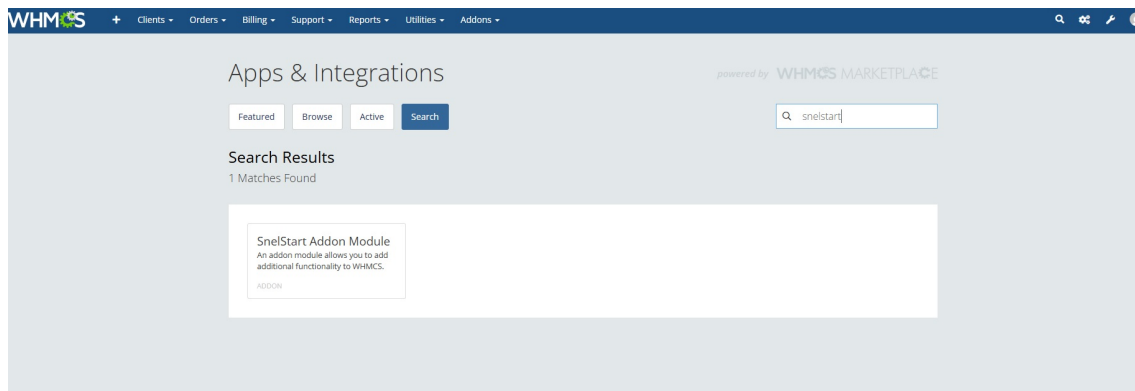 WHMCS + Clients Orders Billing Support Reports Utilities Addons
Apps & Integrations
powered by WHMCS MARKETPLACE
Featured Browse Active Search
snelstart
Search Results
1 Matches Found
SnelStart Addon Module
An addon module allows you to add
additional functionality to WHMCS.
ADDON